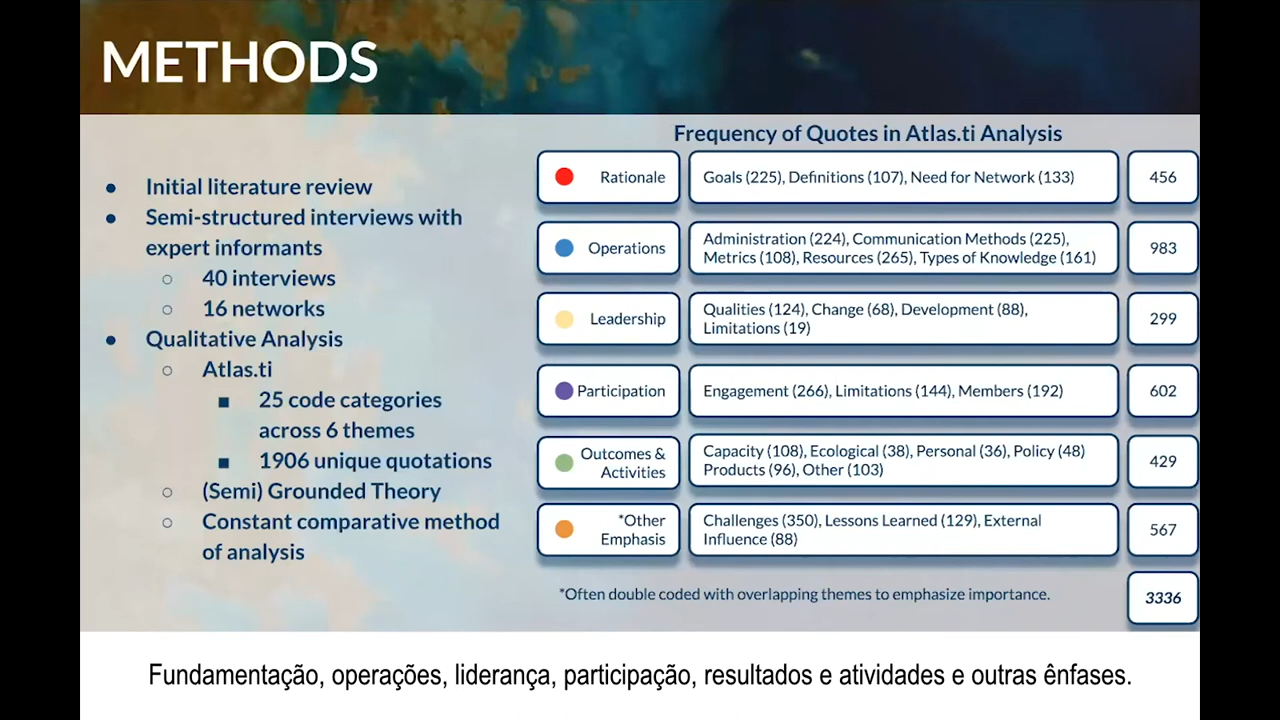 METHODS
Frequency of Quotes in Atlas.ti Analysis
● Initial literature review
● Semi-structured interviews with
expert informants
○ 40 interviews
○ 16 networks
● Qualitative Analysis
○ Atlas.ti
■ 25 code categories
across 6 themes
■ 1906 unique quotations
○ (Semi) Grounded Theory
○ Constant comparative method
of analysis
Rationale
Goals (225), Definitions (107), Need for Network (133)
456
Operations
Administration (224), Communication Methods (225),
Metrics (108), Resources (265), Types of Knowledge (161)
983
Leadership
Qualities (124), Change (68), Development (88),
Limitations (19)
299
Participation
Engagement (266), Limitations (144), Members (192)
602
Outcomes &
Activities
Capacity (108), Ecological (38), Personal (36), Policy (48)
Products (96), Other (103)
429
*Other
Emphasis
Challenges (350), Lessons Learned (129), External
Influence (88)
567
*Often double coded with overlapping themes to emphasize importance.
3336
Fundamentação, operações, liderança, participação, resultados e atividades e outras ênfases.